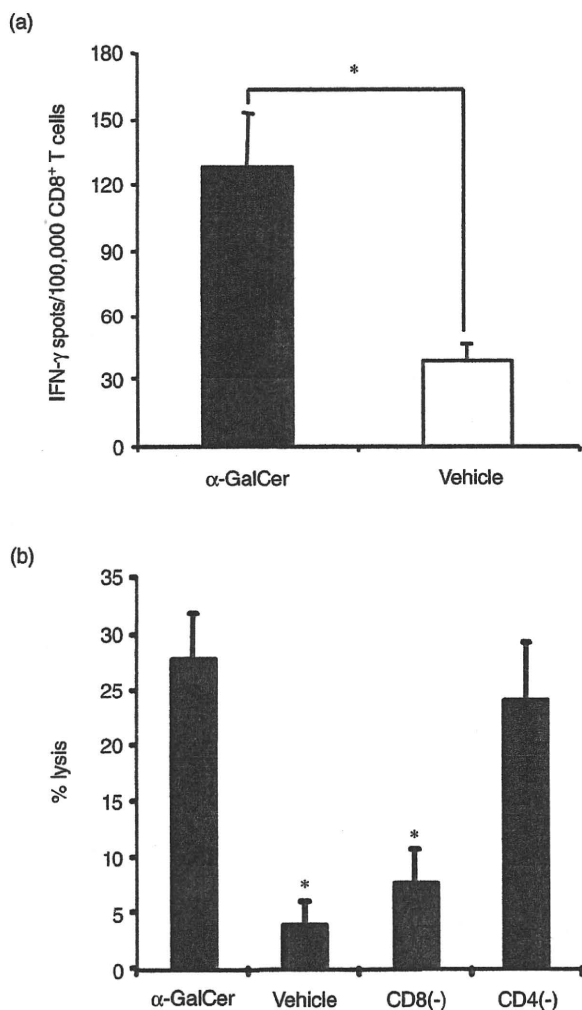 (a)
180
150
120
90
60
30
0
IFN-γ spots/100,000 CD8+ T cells
*
α-GalCer
Vehicle
(b)
35
30
25
20
15
10
5
0
% lysis
*
*
α-GalCer
Vehicle
CD8(-)
CD4(-)